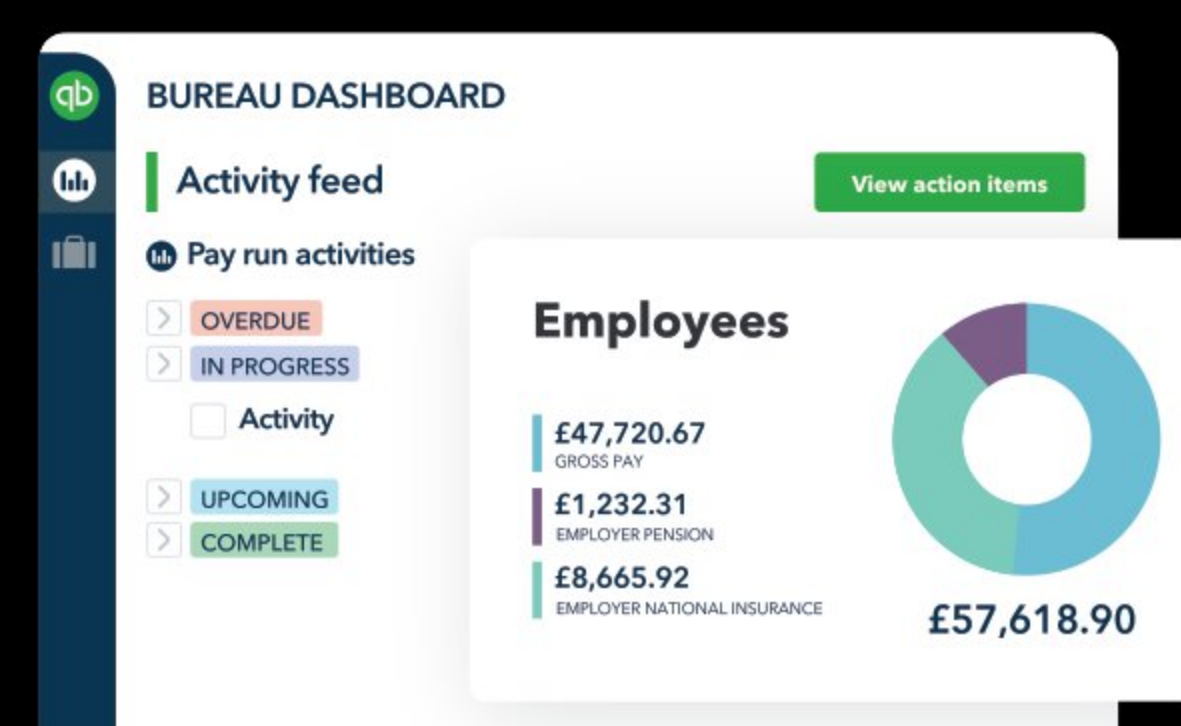 qb
BUREAU DASHBOARD
Activity feed
View action items
Pay run activities
OVERDUE
IN PROGRESS
Activity
UPCOMING
COMPLETE
Employees
£47,720.67
GROSS PAY
£1,232.31
EMPLOYER PENSION
£8,665.92
EMPLOYER NATIONAL INSURANCE
£57,618.90